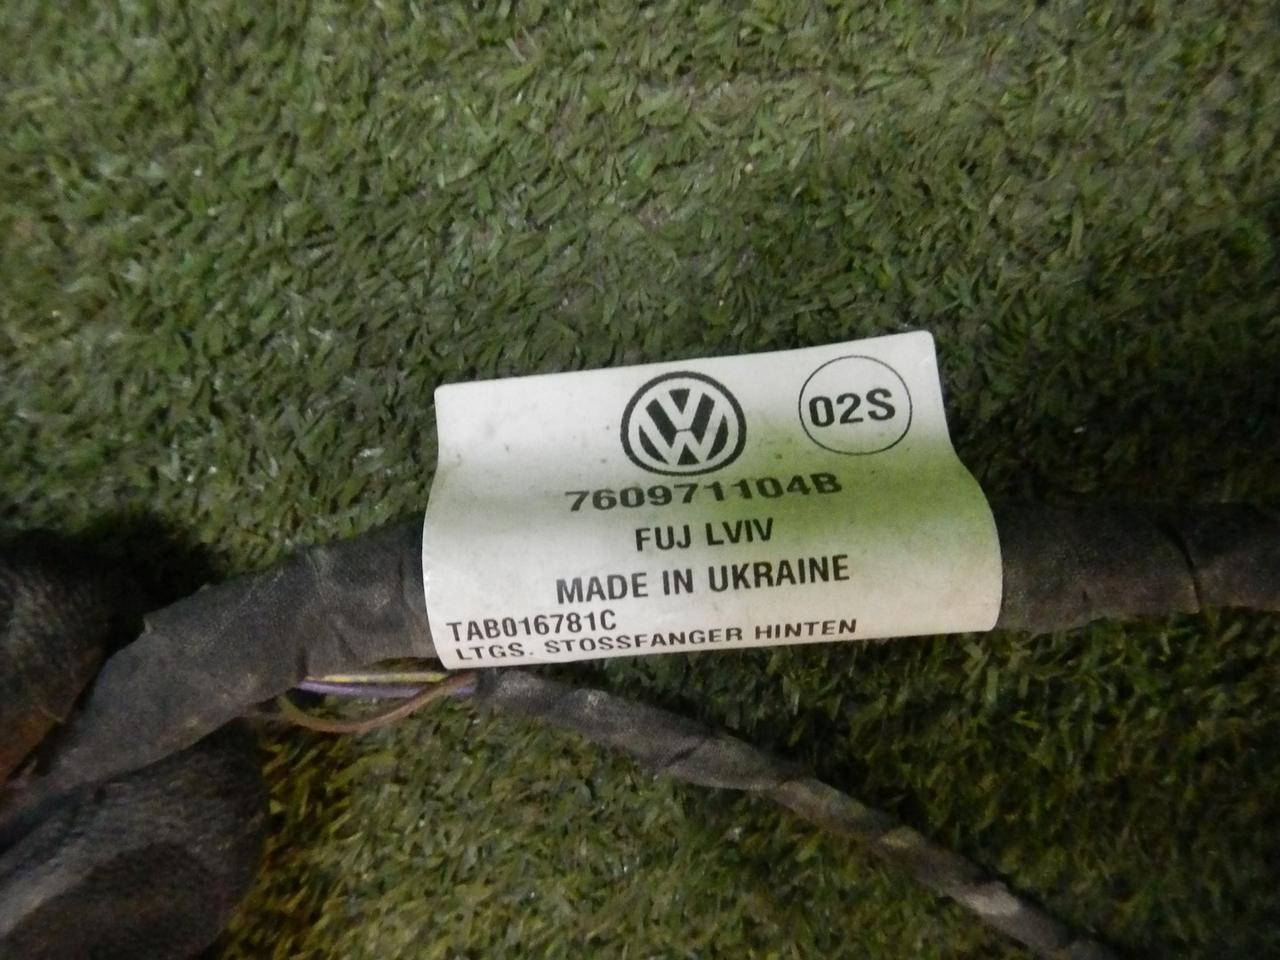 02S
760971104B
FUJ LVIV
MADE IN UKRAINE
TAB016781C
LTGS. STOSSFANGER HINTEN